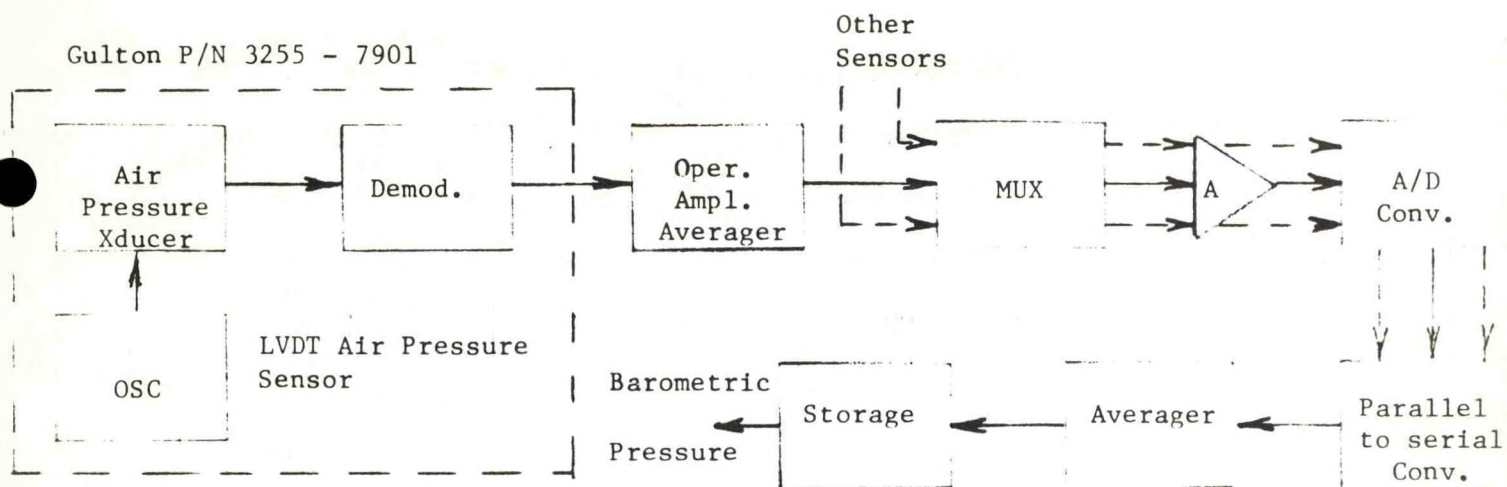 Gulton P/N 3255 - 7901
Other
Sensors
Air
Pressure
Xducer
Demod.
Oper.
Ampl.
Averager
MUX
A
A/D
Conv.
OSC
LVDT Air Pressure
Sensor
Barometric
Pressure
Storage
Averager
Parallel
to serial
Conv.